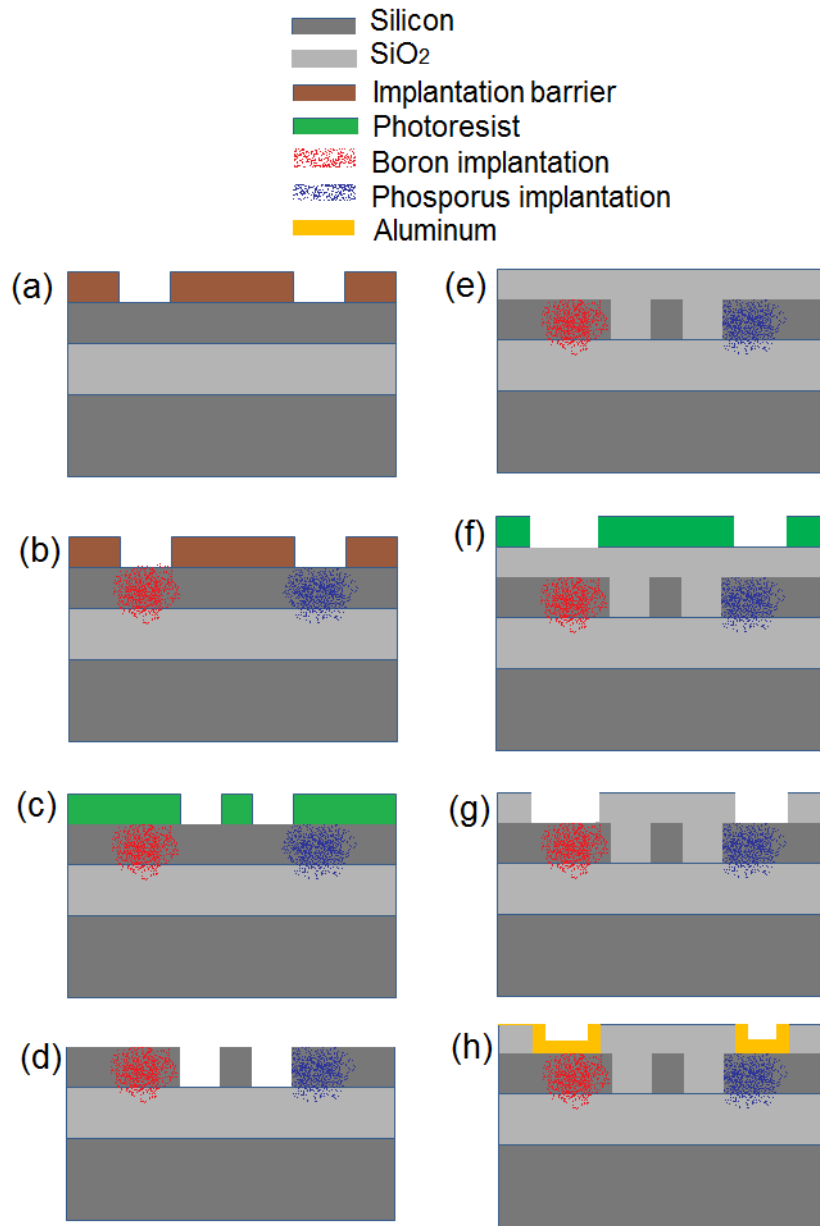 Silicon
SiO2
Implantation barrier
Photoresist
Boron implantation
Phosporus implantation
Aluminum
(a)
(b)
(c)
(d)
(e)
(f)
(g)
(h)